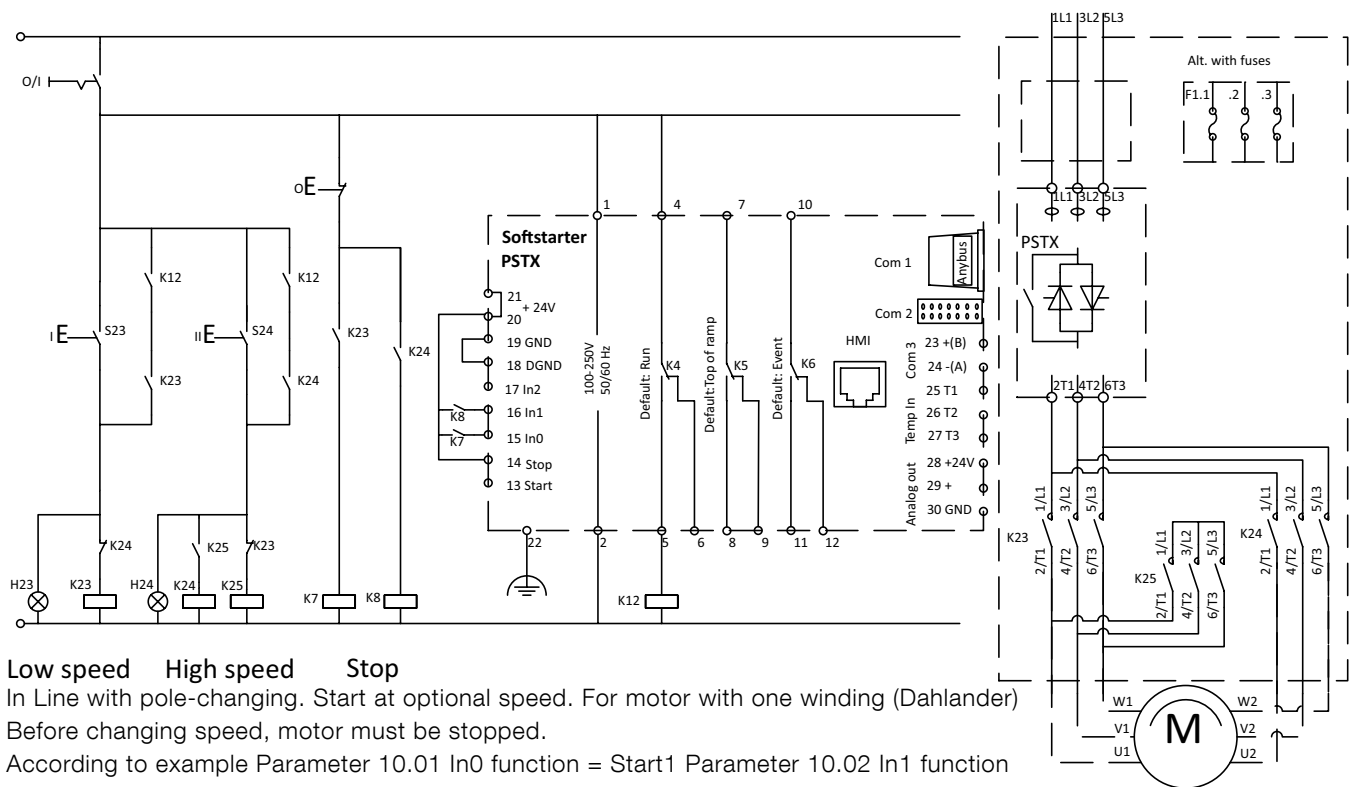 1L1 3L2 5L3
Alt. with fuses
F1.1 .2 .3
O/I
OE
1 4 7 10
1L1 3L2 5L3
Softstarter
PSTX
PSTX
Com 1
Anybus
K12
K12
21
+ 24V
20
Com 2
I E S23
II E S24
K23
K24
19 GND
18 DGND
17 In2
K8 16 In1
K7 15 In0
14 Stop
13 Start
100-250V
50/60 Hz
Default: Run
K4
Default:Top of ramp
K5
Default: Event
K6
HMI
Com 3
23 +(B)
24 -(A)
Temp In
25 T1
26 T2
27 T3
Analog out
28 +24V
29 +
30 GND
K23
K24
2T1 4T2 6T3
22 2 5 6 8 9 11 12
K24
K25
K23
K23
1/L1 3/L2 5/L3
2/T1 4/T2 6/T3
K25
1/L1 3/L2 5/L3
2/T1 4/T2 6/T3
K24
1/L1 3/L2 5/L3
2/T1 4/T2 6/T3
H23 K23 H24 K24 K25 K7 K8 K12
Low speed High speed Stop
In Line with pole-changing. Start at optional speed. For motor with one winding (Dahlander)
Before changing speed, motor must be stopped.
According to example Parameter 10.01 In0 function = Start1 Parameter 10.02 In1 function
W1 W2
V1 M V2
U1 U2